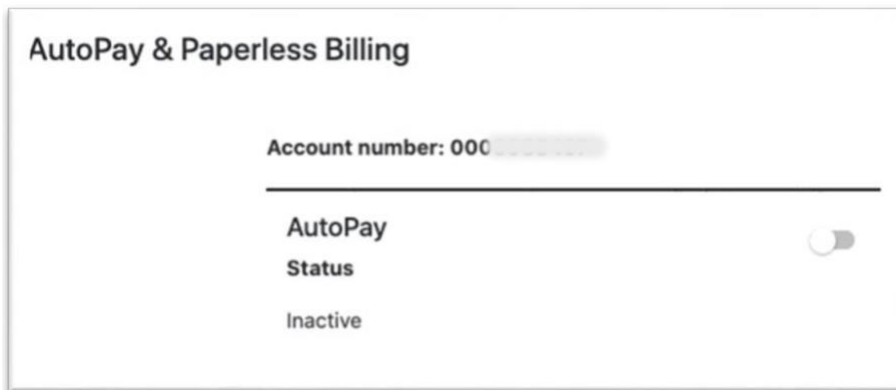 AutoPay & Paperless Billing
Account number: 000
AutoPay
Status
Inactive